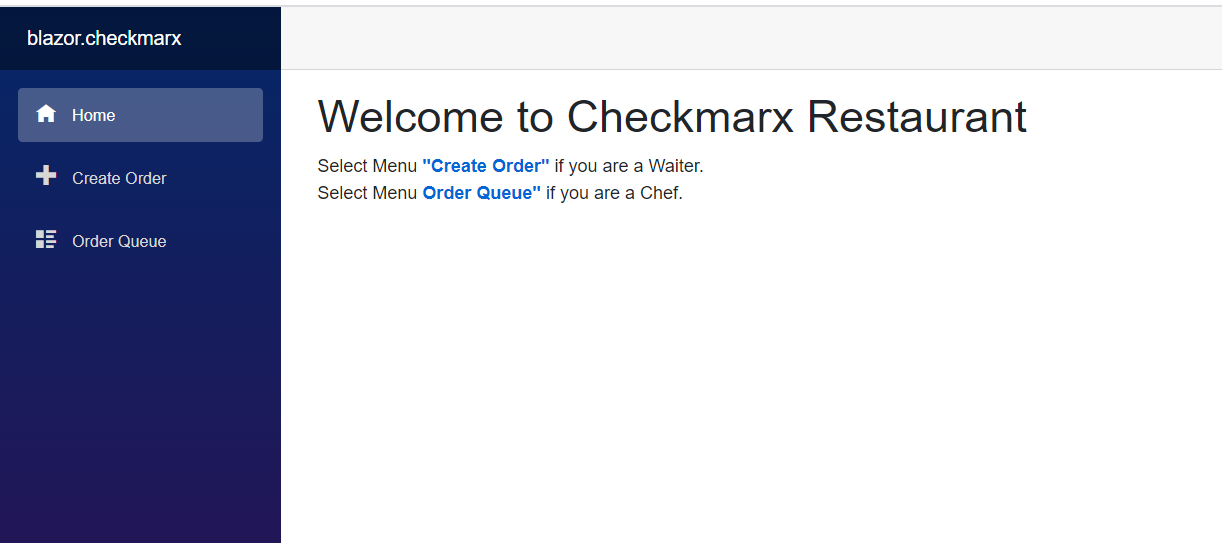 blazor.checkmarx
Home
Create Order
Order Queue
Welcome to Checkmarx Restaurant
Select Menu "Create Order" if you are a Waiter.
Select Menu Order Queue" if you are a Chef.